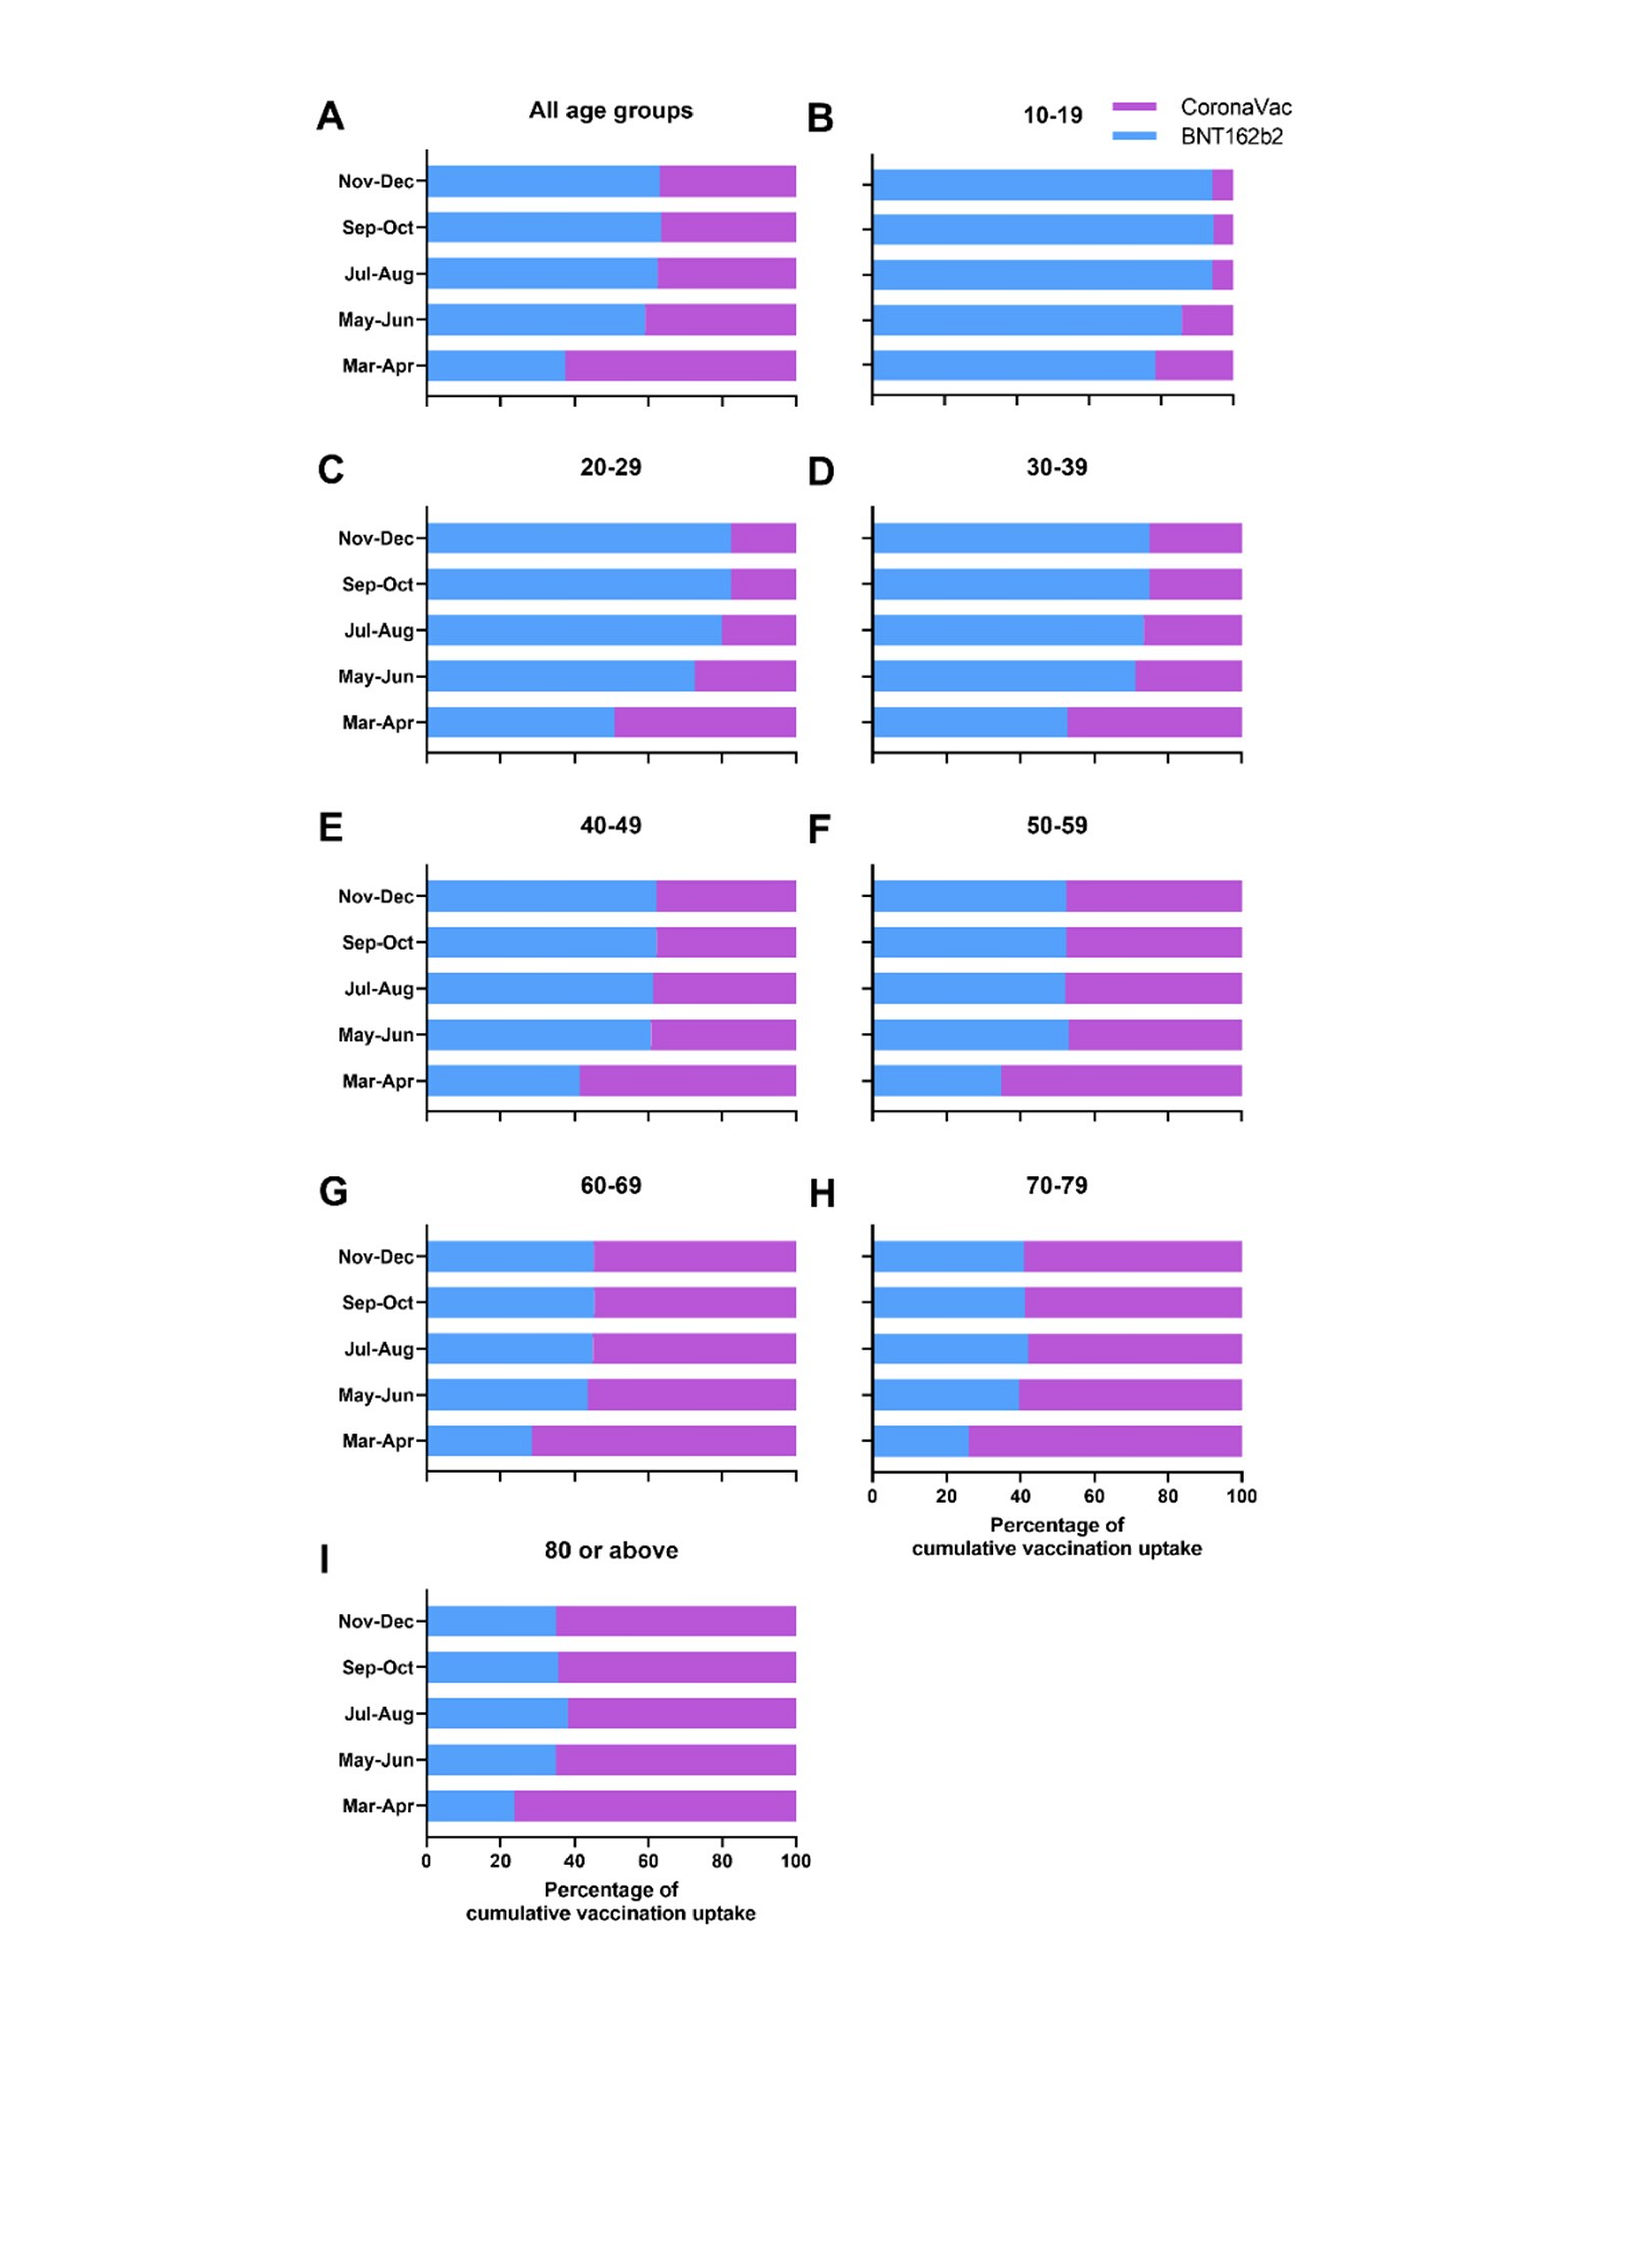 A
All age groups
B
10-19
CoronaVac
BNT162b2
Nov-Dec
Sep-Oct
Jul-Aug
May-Jun
Mar-Apr
C
20-29
D
30-39
Nov-Dec
Sep-Oct
Jul-Aug
May-Jun
Mar-Apr
E
40-49
F
50-59
Nov-Dec
Sep-Oct
Jul-Aug
May-Jun
Mar-Apr
G
60-69
H
70-79
Nov-Dec
Sep-Oct
Jul-Aug
May-Jun
Mar-Apr
0 20 40 60 80 100
Percentage of
cumulative vaccination uptake
I
80 or above
Nov-Dec
Sep-Oct
Jul-Aug
May-Jun
Mar-Apr
0 20 40 60 80 100
Percentage of
cumulative vaccination uptake